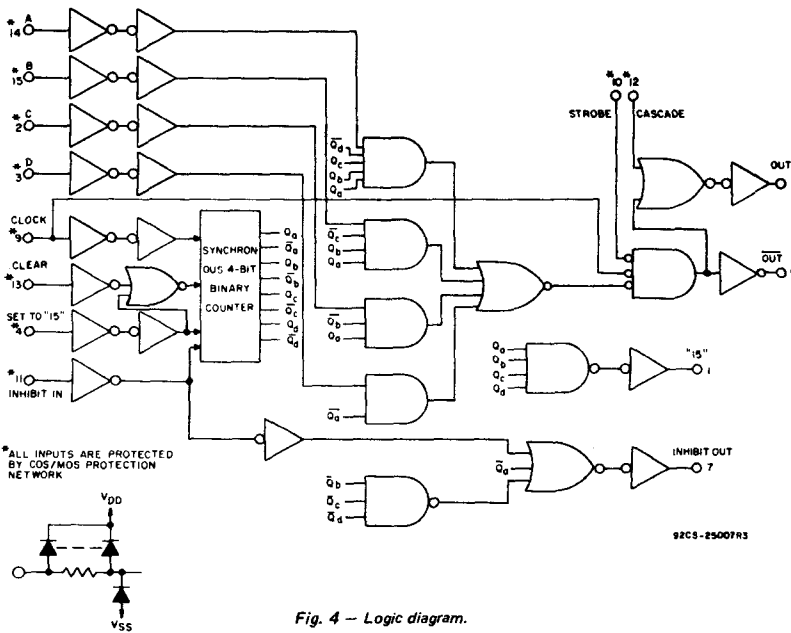 A
*14
B
*15
C
*2
D
*3
CLOCK
*9
CLEAR
*13
SET TO "15"
*4
*11
INHIBIT IN
SYNCHRON
OUS 4-BIT
BINARY
COUNTER
Qa
Q̅a
Qb
Q̅b
Qc
Q̅c
Qd
Q̅d
Q̅d
Qc
Qb
Qa
Q̅c
Qb
Qa
Q̅b
Qa
Q̅a
*10 *12
STROBE CASCADE
OUT
O̅U̅T̅
Qa
Qb
Qc
Qd
"15"
1
Q̅a
INHIBIT OUT
7
Q̅b
Q̅c
Q̅d
*ALL INPUTS ARE PROTECTED
BY COS/MOS PROTECTION
NETWORK
VDD
VSS
92CS-25007R3
Fig. 4 — Logic diagram.